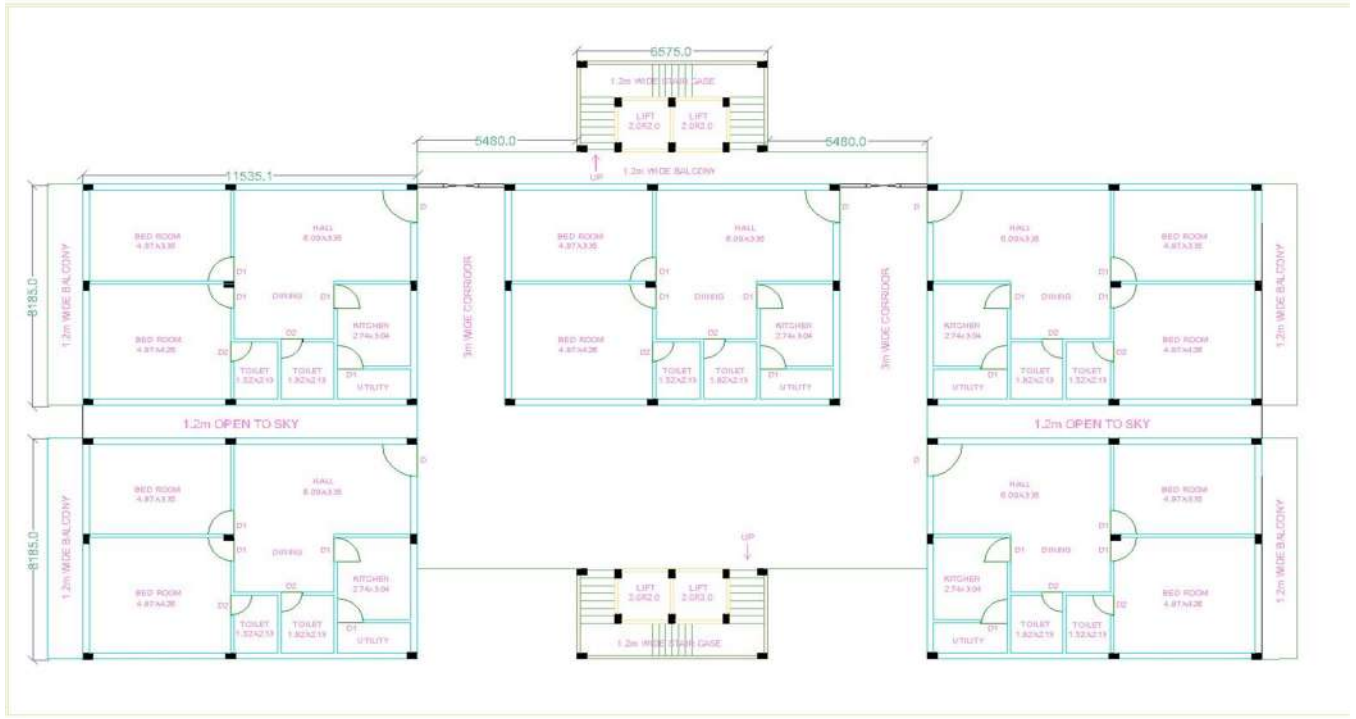 6575.0
1.2m WIDE STAIR CASE
LIFT
2.0X2.0
LIFT
2.0X2.0
5480.0
5480.0
UP
1.2m WIDE BALCONY
11535.1
8185.0
1.2m WIDE BALCONY
BED ROOM
4.87X3.35
HALL
6.09X3.35
D
BED ROOM
4.87X4.26
D1
D1
DINING
D1
KITCHEN
2.74x3.04
D2
D2
TOILET
1.52X2.13
TOILET
1.82X2.13
D1
UTILITY
3m WIDE CORRIDOR
BED ROOM
4.87X3.35
HALL
6.09X3.35
D
BED ROOM
4.87X4.26
D1
D1
DINING
D1
KITCHEN
2.74x3.04
D2
D2
TOILET
1.52X2.13
TOILET
1.82X2.13
D1
UTILITY
3m WIDE CORRIDOR
D
HALL
6.09X3.35
BED ROOM
4.87X3.35
D1
D1
DINING
D1
KITCHEN
2.74x3.04
BED ROOM
4.87X4.26
D2
D2
D1
UTILITY
TOILET
1.82X2.13
TOILET
1.52X2.13
1.2m WIDE BALCONY
1.2m OPEN TO SKY
1.2m OPEN TO SKY
8185.0
1.2m WIDE BALCONY
BED ROOM
4.87X3.35
HALL
6.09X3.35
D
BED ROOM
4.87X4.26
D1
D1
DINING
D1
KITCHEN
2.74x3.04
D2
D2
TOILET
1.52X2.13
TOILET
1.82X2.13
D1
UTILITY
UP
LIFT
2.0X2.0
LIFT
2.0X2.0
1.2m WIDE STAIR CASE
D
HALL
6.09X3.35
BED ROOM
4.87X3.35
D1
D1
DINING
D1
KITCHEN
2.74x3.04
BED ROOM
4.87X4.26
D2
D2
D1
UTILITY
TOILET
1.82X2.13
TOILET
1.52X2.13
1.2m WIDE BALCONY